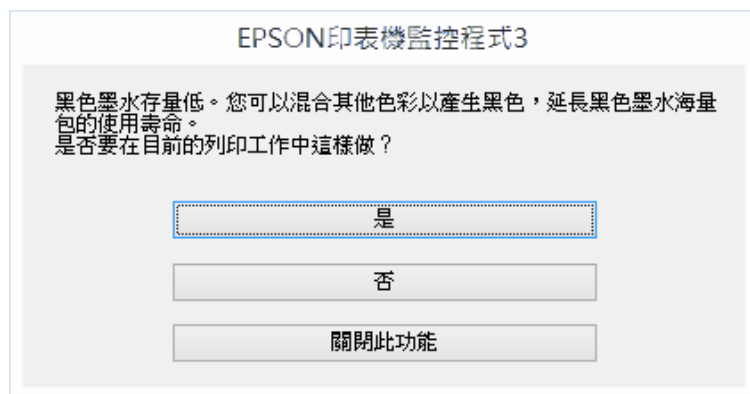 EPSON印表機監控程式3
黑色墨水存量低。您可以混合其他色彩以產生黑色，延長黑色墨水海量
包的使用壽命。
是否要在目前的列印工作中這樣做？
是
否
關閉此功能